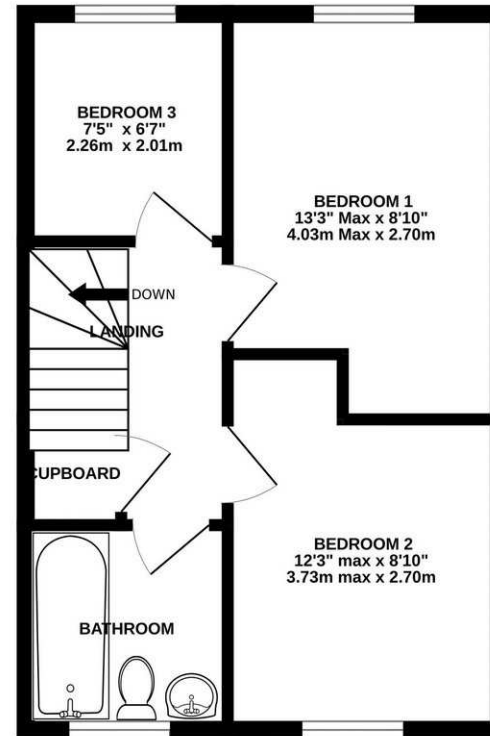 BEDROOM 3
7'5" x 6'7"
2.26m x 2.01m
BEDROOM 1
13'3" Max x 8'10"
4.03m Max x 2.70m
DOWN
LANDING
CUPBOARD
BEDROOM 2
12'3" max x 8'10"
3.73m max x 2.70m
BATHROOM